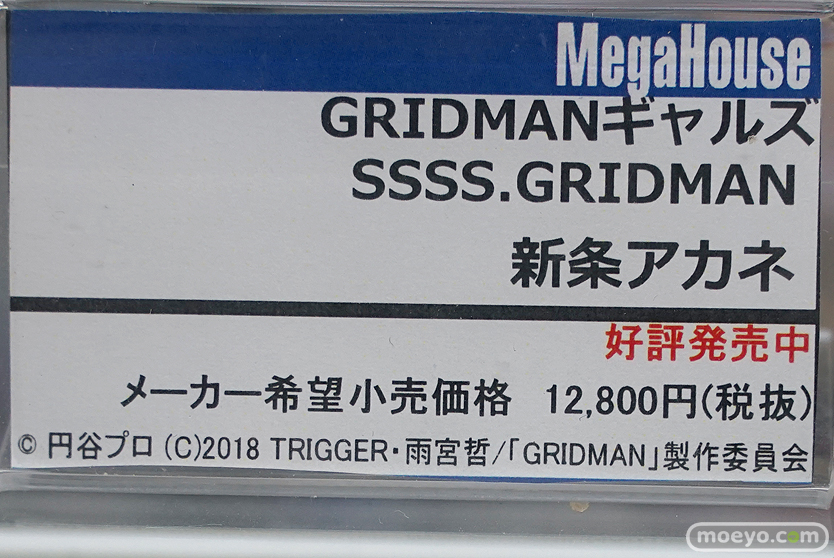 MegaHouse
GRIDMANギャルズ
SSSS.GRIDMAN
新条アカネ
好評発売中
メーカー希望小売価格 12,800円(税抜)
© 円谷プロ (C)2018 TRIGGER・雨宮哲/「GRIDMAN」製作委員会
moeyo.com